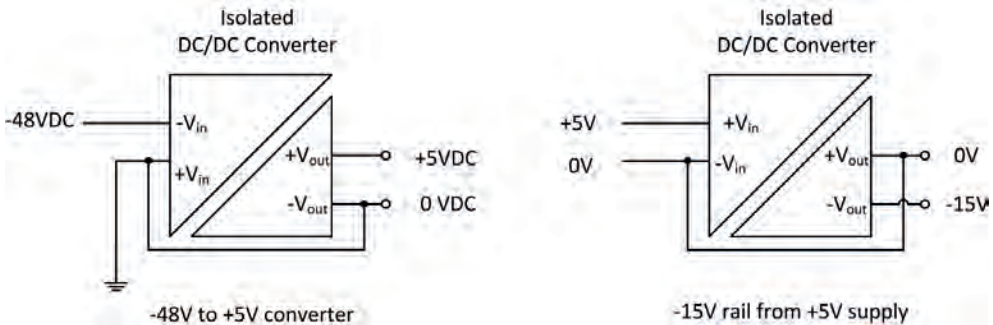 Isolated
DC/DC Converter
-48VDC
-Vin
+Vin
+Vout
+5VDC
-Vout
0 VDC
-48V to +5V converter
Isolated
DC/DC Converter
+5V
+Vin
0V
-Vin
+Vout
0V
-Vout
-15V
-15V rail from +5V supply